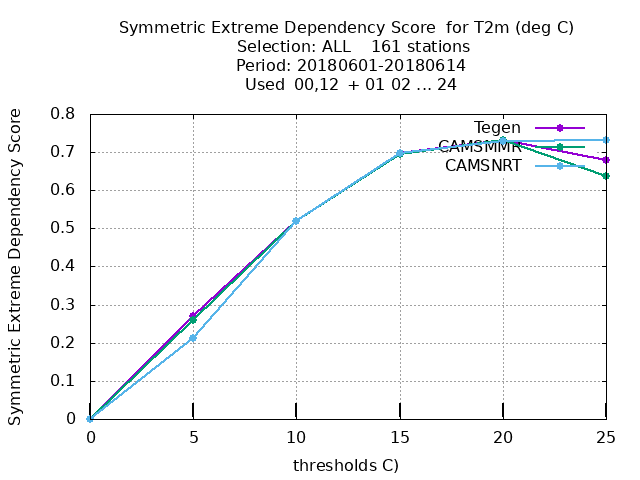 Symmetric Extreme Dependency Score for T2m (deg C)
Selection: ALL 161 stations
Period: 20180601-20180614
Used 00,12 + 01 02 ... 24
Symmetric Extreme Dependency Score
0.8
0.7
0.6
0.5
0.4
0.3
0.2
0.1
0
Tegen
CAMSMMR
CAMSNRT
0 5 10 15 20 25
thresholds C)